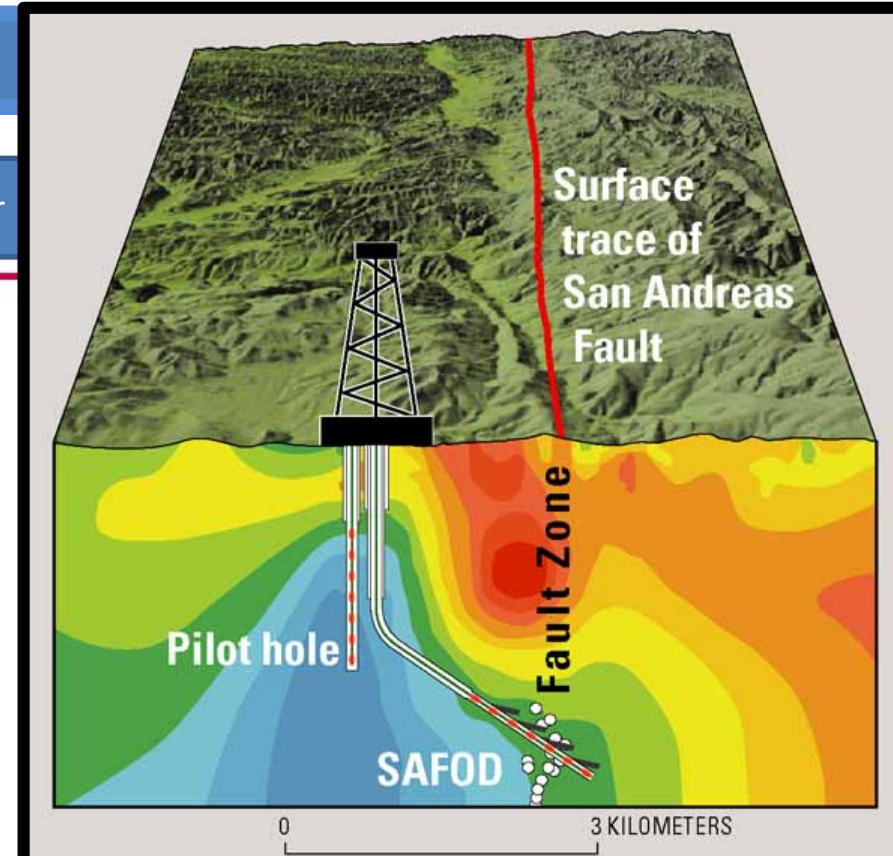 Surface
trace of
San Andreas
Fault
Fault Zone
Pilot hole
SAFOD
0 3 KILOMETERS